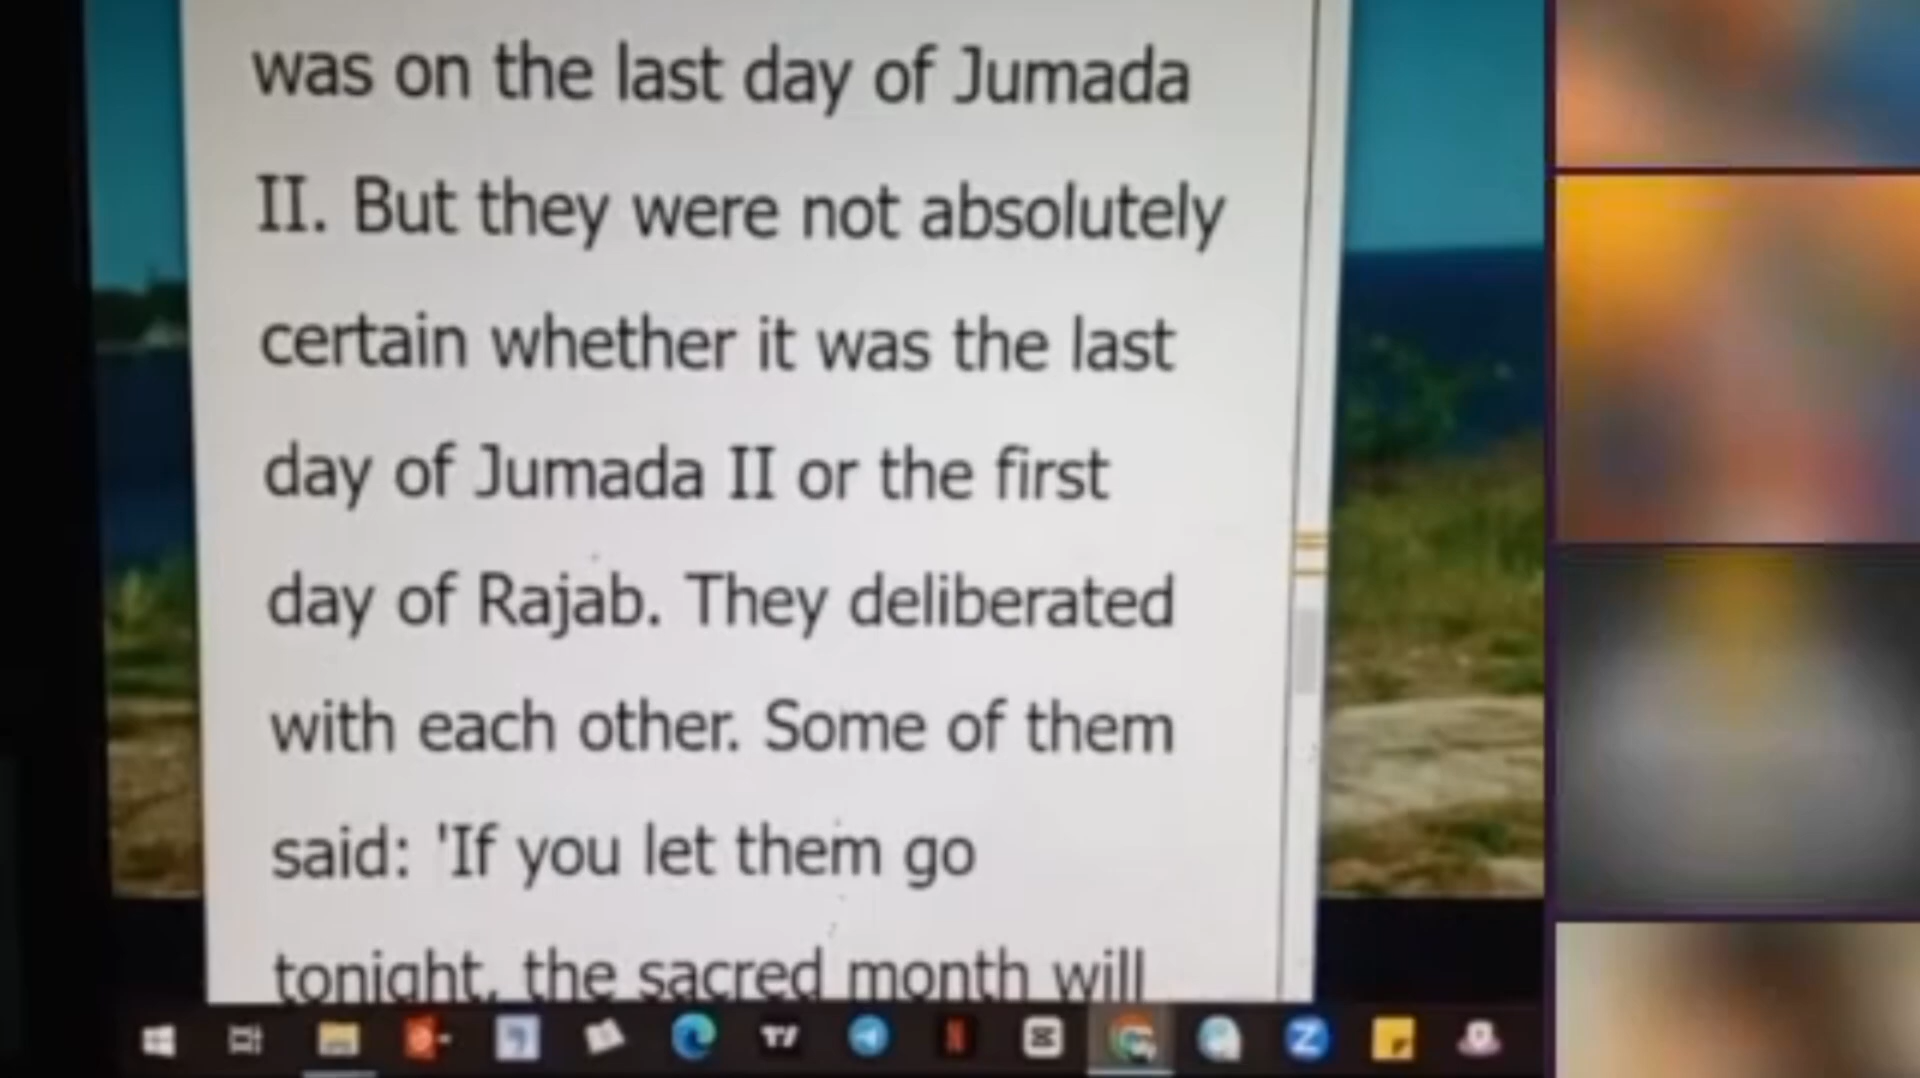 was on the last day of Jumada
II. But they were not absolutely
certain whether it was the last
day of Jumada II or the first
day of Rajab. They deliberated
with each other. Some of them
said: 'If you let them go
tonight, the sacred month will